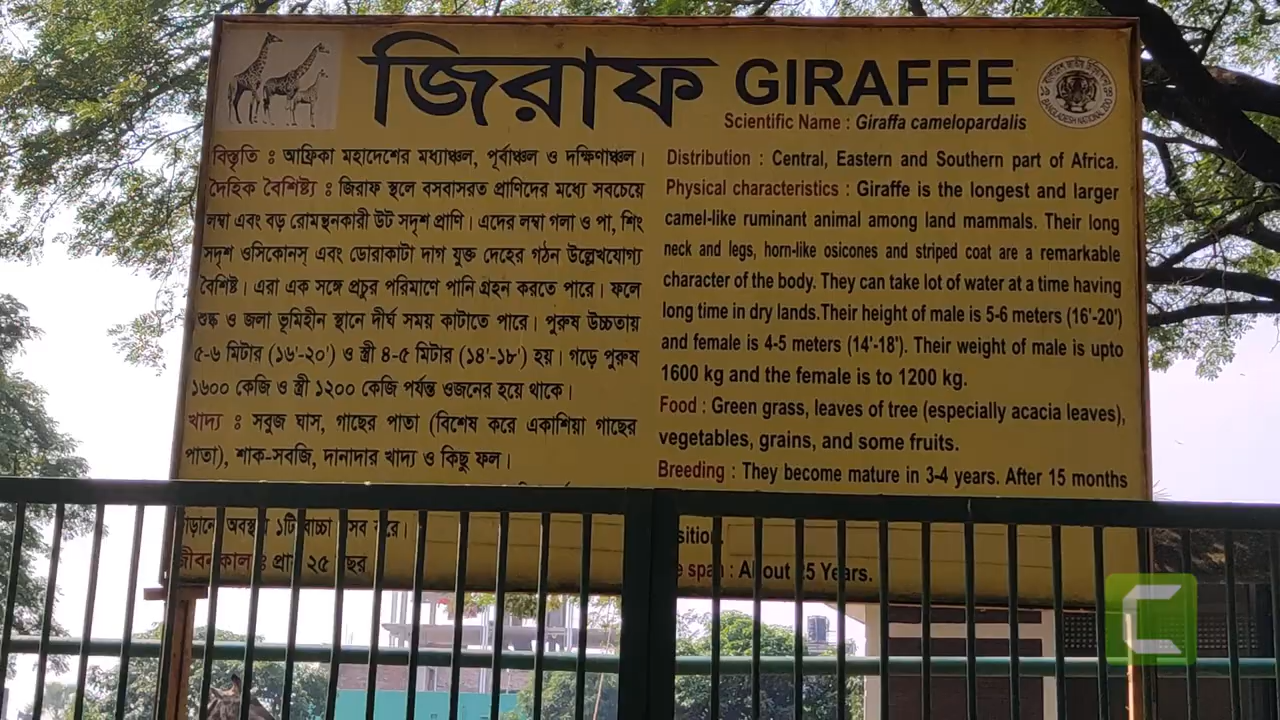 জিরাফ GIRAFFE
Scientific Name : Giraffa camelopardalis
BANGLADESH NATIONAL ZOO
বিস্তৃতি : আফ্রিকা মহাদেশের মধ্যাঞ্চল, পূর্বাঞ্চল ও দক্ষিণাঞ্চল।
দৈহিক বৈশিষ্ট্য : জিরাফ স্থলে বসবাসরত প্রাণিদের মধ্যে সবচেয়ে
লম্বা এবং বড় রোমন্থনকারী উট সদৃশ প্রাণি। এদের লম্বা গলা ও পা, শিং
সদৃশ ওসিকোনস্ এবং ডোরাকাটা দাগ যুক্ত দেহের গঠন উল্লেখযোগ্য
বৈশিষ্ট। এরা এক সঙ্গে প্রচুর পরিমাণে পানি গ্রহন করতে পারে। ফলে
শুষ্ক ও জলা ভূমিহীন স্থানে দীর্ঘ সময় কাটাতে পারে। পুরুষ উচ্চতায়
৫-৬ মিটার (১৬'-২০') ও স্ত্রী ৪-৫ মিটার (১৪'-১৮') হয়। গড়ে পুরুষ
১৬০০ কেজি ও স্ত্রী ১২০০ কেজি পর্যন্ত ওজনের হয়ে থাকে।
খাদ্য : সবুজ ঘাস, গাছের পাতা (বিশেষ করে একাশিয়া গাছের
পাতা), শাক-সবজি, দানাদার খাদ্য ও কিছু ফল।
১টি বাচ্চা
জীবনকাল : প্রায় ২৫ বছর
Distribution : Central, Eastern and Southern part of Africa.
Physical characteristics : Giraffe is the longest and larger
camel-like ruminant animal among land mammals. Their long
neck and legs, horn-like osicones and striped coat are a remarkable
character of the body. They can take lot of water at a time having
long time in dry lands.Their height of male is 5-6 meters (16'-20')
and female is 4-5 meters (14'-18'). Their weight of male is upto
1600 kg and the female is to 1200 kg.
Food : Green grass, leaves of tree (especially acacia leaves),
vegetables, grains, and some fruits.
Breeding : They become mature in 3-4 years. After 15 months
span : About 25 Years.